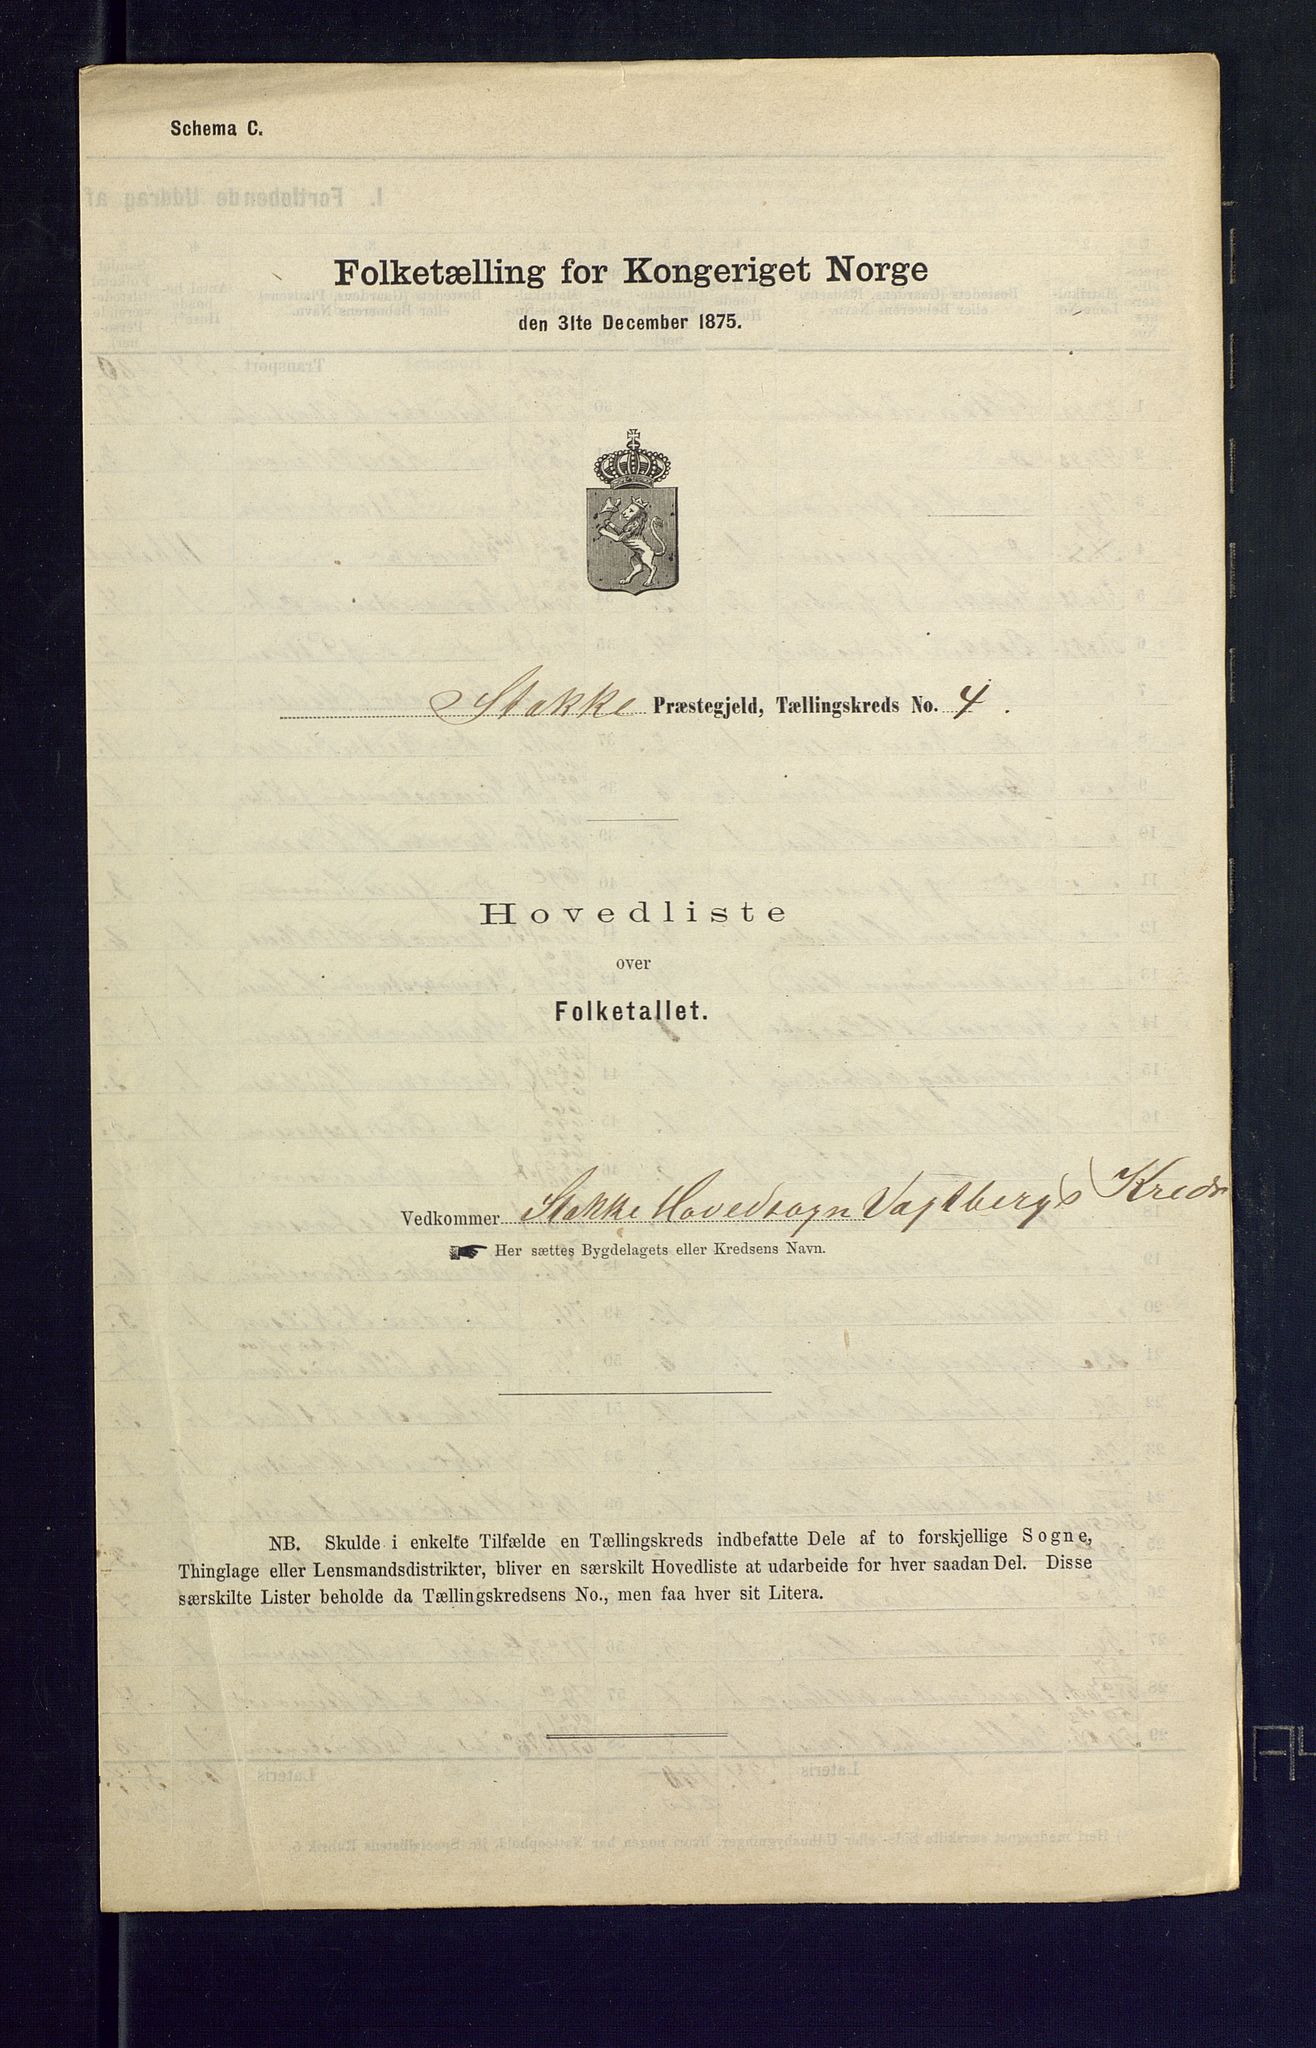 Schema C.
Folketælling for Kongeriget Norge
den 31te December 1875.
Stokke Præstegjeld, Tællingskreds No. 4.
Hovedliste
over
Folketallet.
Vedkommer Stokke Hovedsogn Vagtbergs Kreds
Her sættes Bygdelagets eller Kredsens Navn.
NB. Skulde i enkelte Tilfælde en Tællingskreds indbefatte Dele af to forskjellige Sogne,
Thinglage eller Lensmandsdistrikter, bliver en særskilt Hovedliste at udarbeide for hver saadan Del. Disse
særskilte Lister beholde da Tællingskredsens No., men faa hver sit Litera.